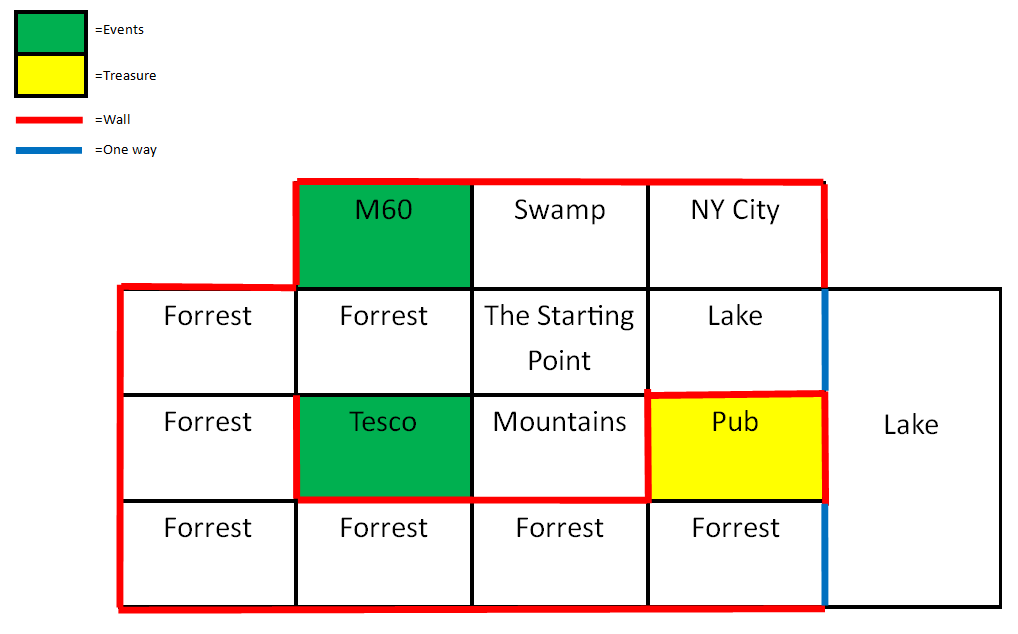 =Events
=Treasure
=Wall
=One way
M60
Swamp
NY City
Forrest
Forrest
The Starting
Point
Lake
Forrest
Tesco
Mountains
Pub
Lake
Forrest
Forrest
Forrest
Forrest